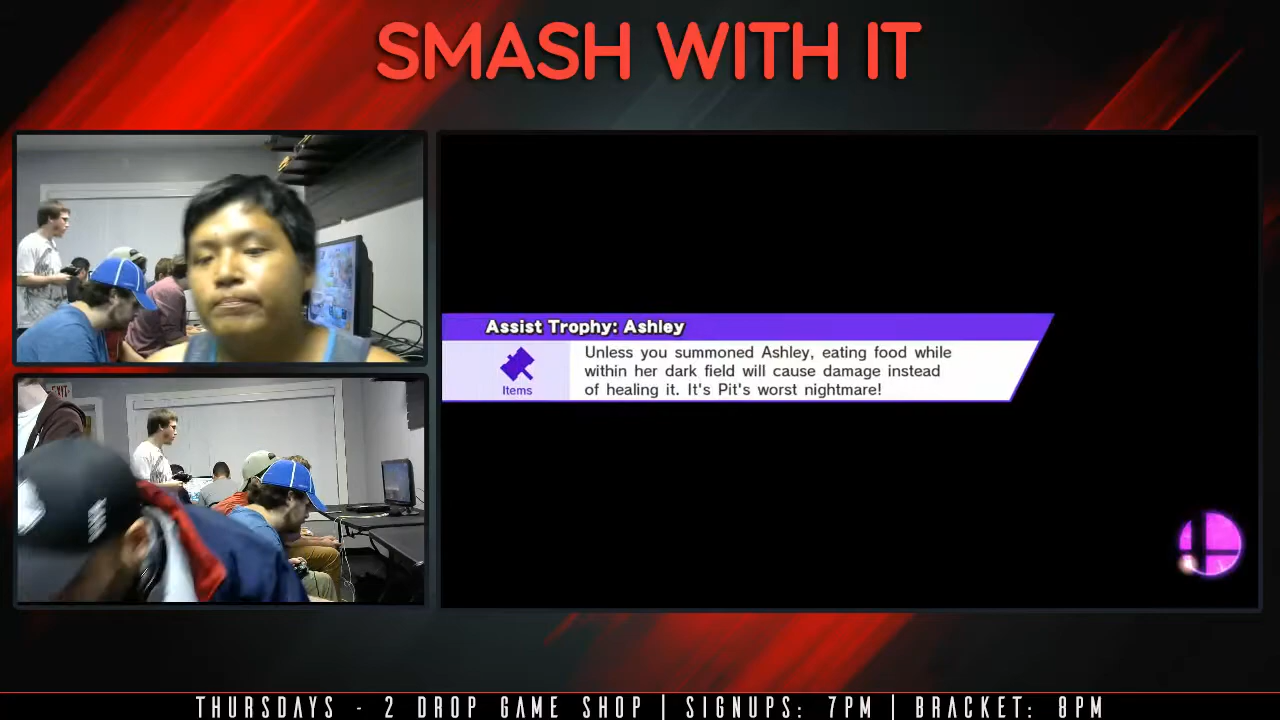 SMASH WITH IT
EXIT
Assist Trophy: Ashley
Unless you summoned Ashley, eating food while
within her dark field will cause damage instead
of healing it. It's Pit's worst nightmare!
Items
THURSDAYS - 2 DROP GAME SHOP | SIGNUPS: 7PM | BRACKET: 8PM